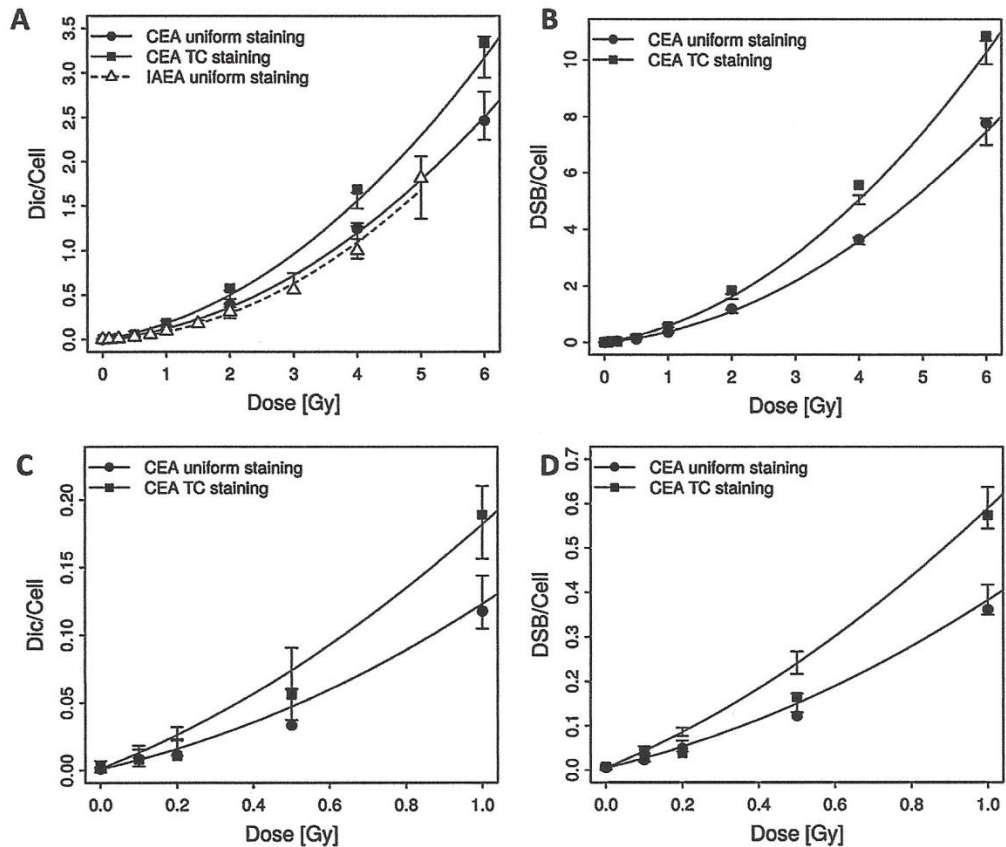 A
CEA uniform staining
CEA TC staining
IAEA uniform staining
Dic/Cell
3.5
3.0
2.5
2.0
1.5
1.0
0.5
0.0
0 1 2 3 4 5 6
Dose [Gy]
B
CEA uniform staining
CEA TC staining
DSB/Cell
10
8
6
4
2
0
0 1 2 3 4 5 6
Dose [Gy]
C
CEA uniform staining
CEA TC staining
Dic/Cell
0.20
0.15
0.10
0.05
0.00
0.0 0.2 0.4 0.6 0.8 1.0
Dose [Gy]
D
CEA uniform staining
CEA TC staining
DSB/Cell
0.7
0.6
0.5
0.4
0.3
0.2
0.1
0.0
0.0 0.2 0.4 0.6 0.8 1.0
Dose [Gy]